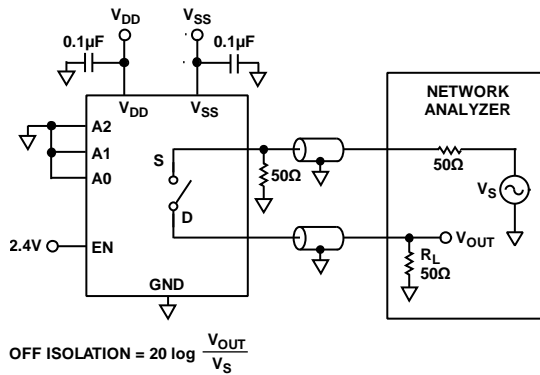 VDD
VSS
0.1µF
0.1µF
VDD
VSS
NETWORK
ANALYZER
A2
A1
A0
S
50Ω
50Ω
VS
D
2.4V
EN
VOUT
RL
50Ω
GND
OFF ISOLATION = 20 log VOUT
VS